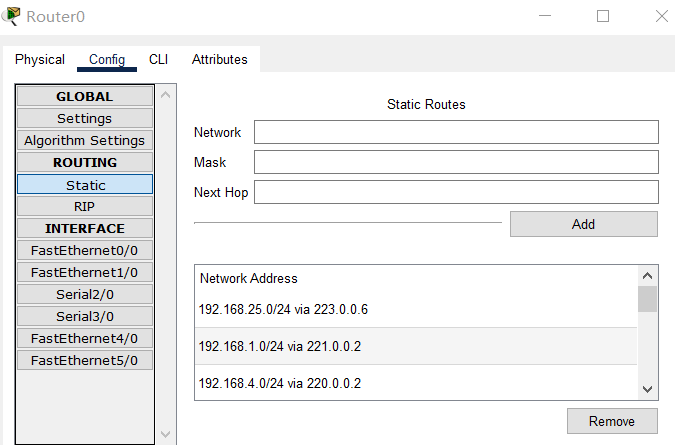 Router0
Physical Config CLI Attributes
GLOBAL
Settings
Algorithm Settings
ROUTING
Static
RIP
INTERFACE
FastEthernet0/0
FastEthernet1/0
Serial2/0
Serial3/0
FastEthernet4/0
FastEthernet5/0
Static Routes
Network
Mask
Next Hop
Add
Network Address
192.168.25.0/24 via 223.0.0.6
192.168.1.0/24 via 221.0.0.2
192.168.4.0/24 via 220.0.0.2
Remove